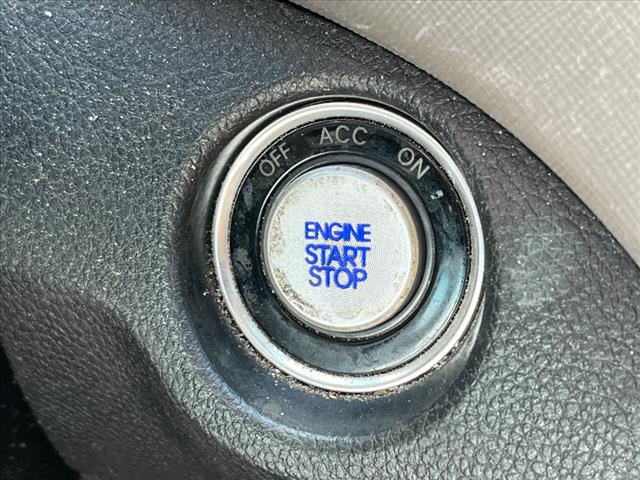 OFF ACC ON
ENGINE
START
STOP